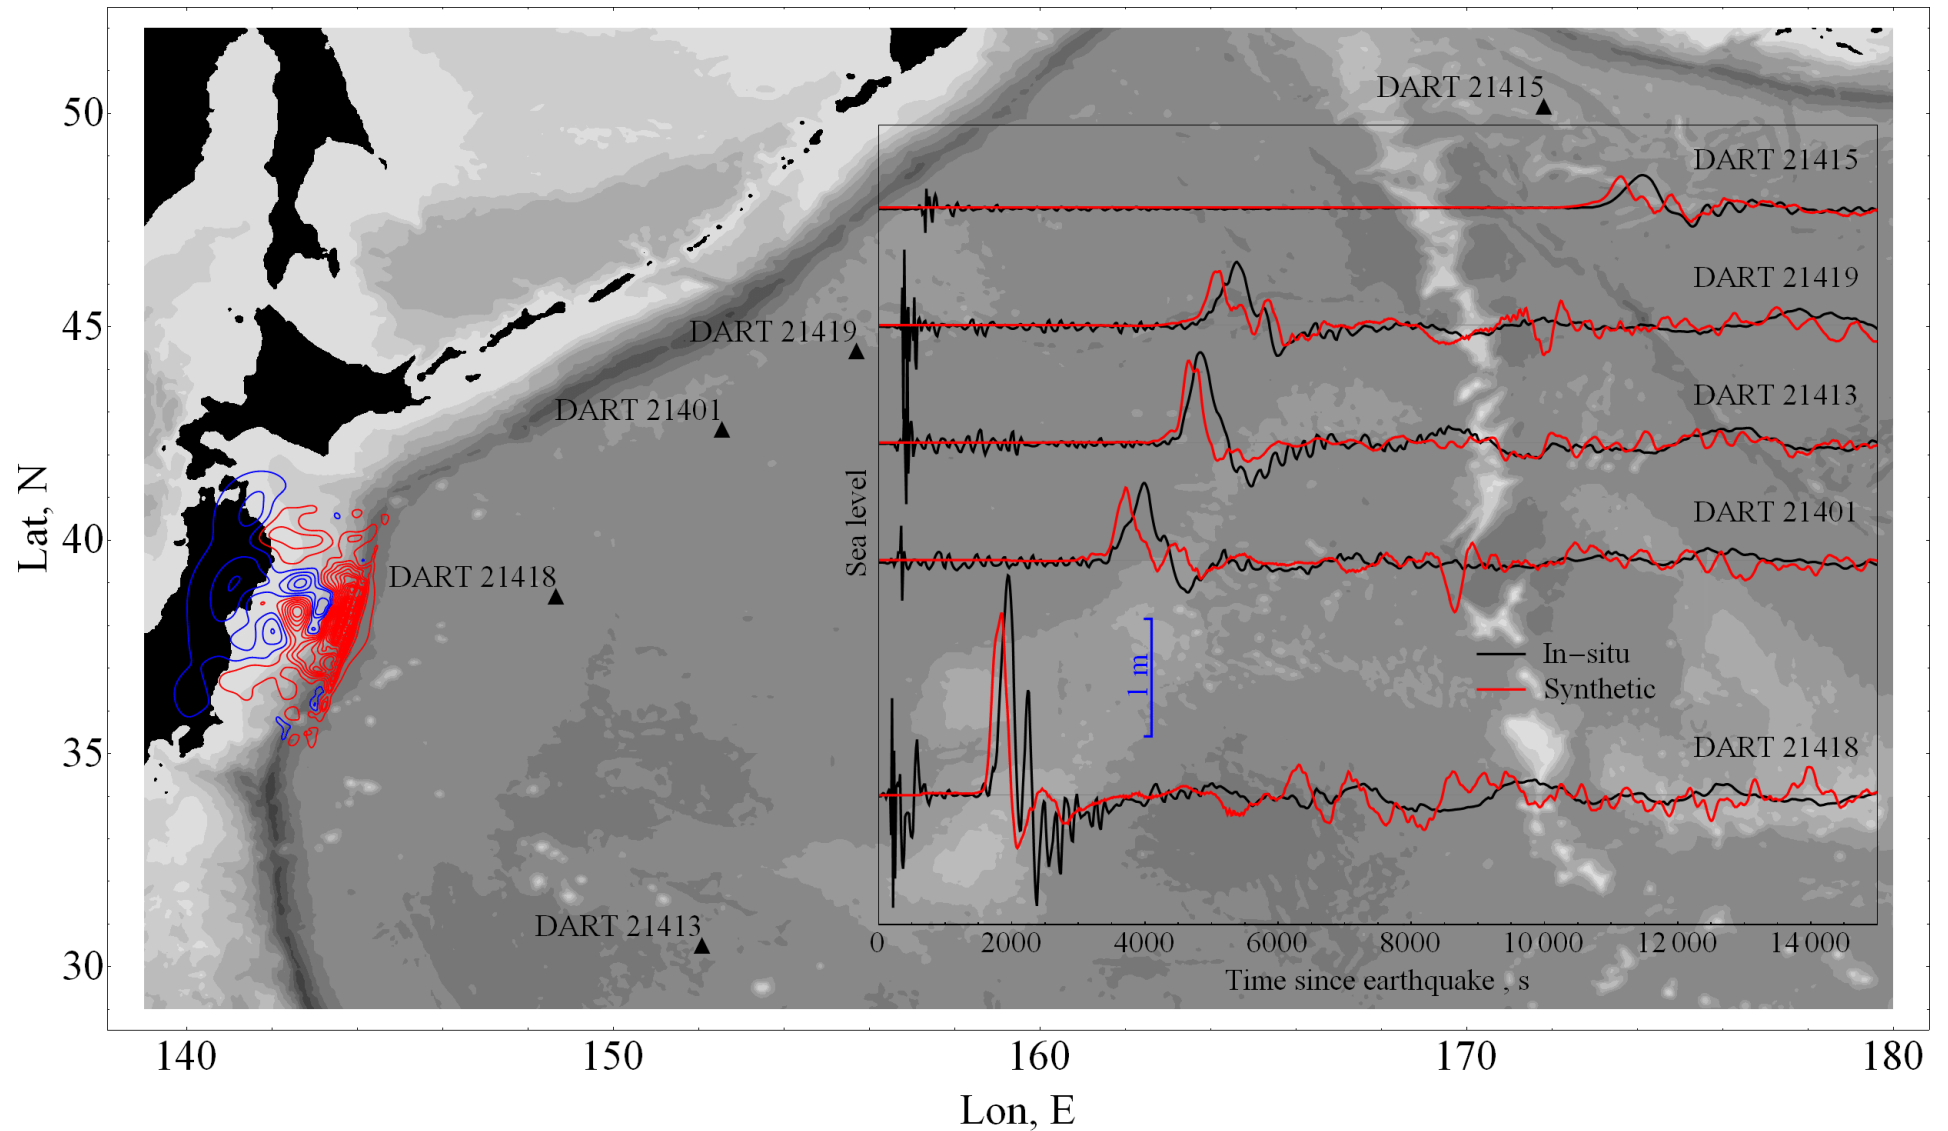 DART 21415
50
DART 21415
DART 21419
45
DART 21419
DART 21413
DART 21401
Lat, N
Sea level
DART 21401
40
DART 21418
1 m
In−situ
Synthetic
35
DART 21418
DART 21413
30
0 2000 4000 6000 8000 10 000 12 000 14 000
Time since earthquake , s
140 150 160 170 180
Lon, E